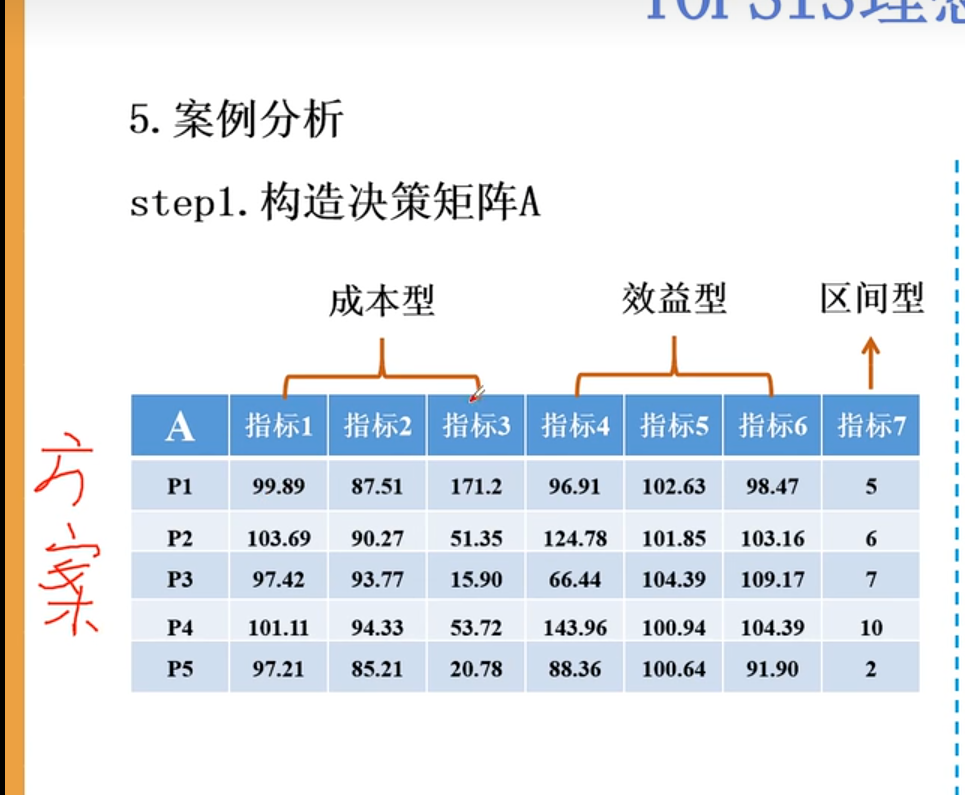 TOPSIS理想
5. 案例分析
step1. 构造决策矩阵A
成本型 效益型 区间型
A 指标1 指标2 指标3 指标4 指标5 指标6 指标7
P1 99.89 87.51 171.2 96.91 102.63 98.47 5
P2 103.69 90.27 51.35 124.78 101.85 103.16 6
P3 97.42 93.77 15.90 66.44 104.39 109.17 7
P4 101.11 94.33 53.72 143.96 100.94 104.39 10
P5 97.21 85.21 20.78 88.36 100.64 91.90 2
方案